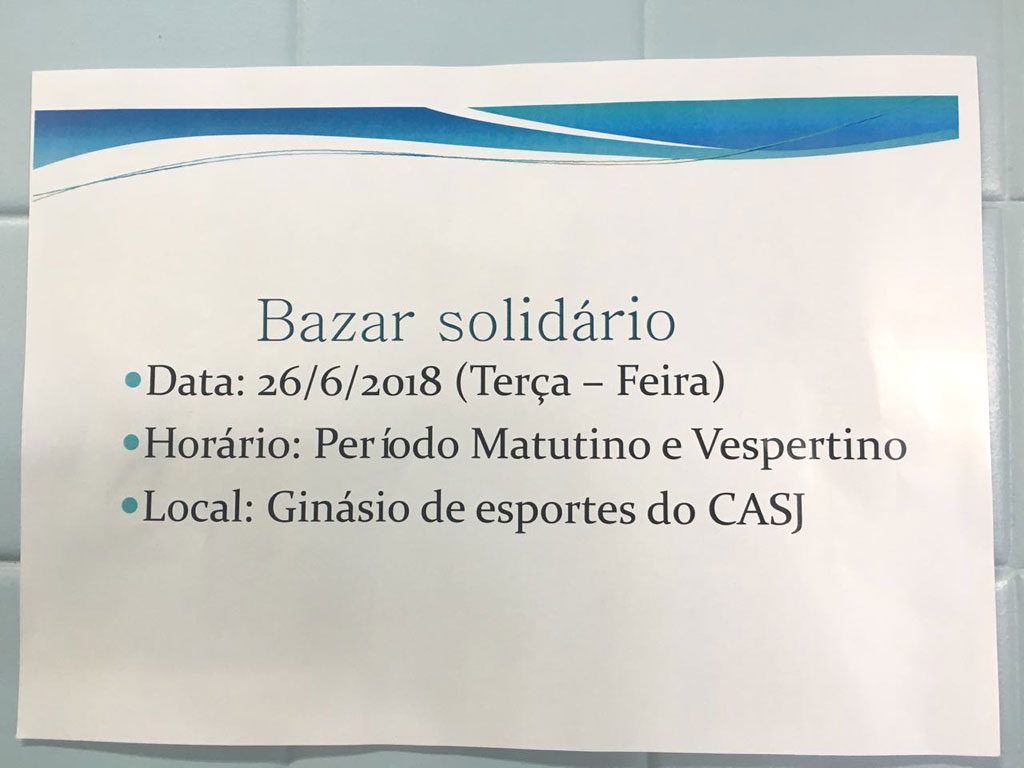 Bazar solidário
•Data: 26/6/2018 (Terça – Feira)
•Horário: Período Matutino e Vespertino
•Local: Ginásio de esportes do CASJ